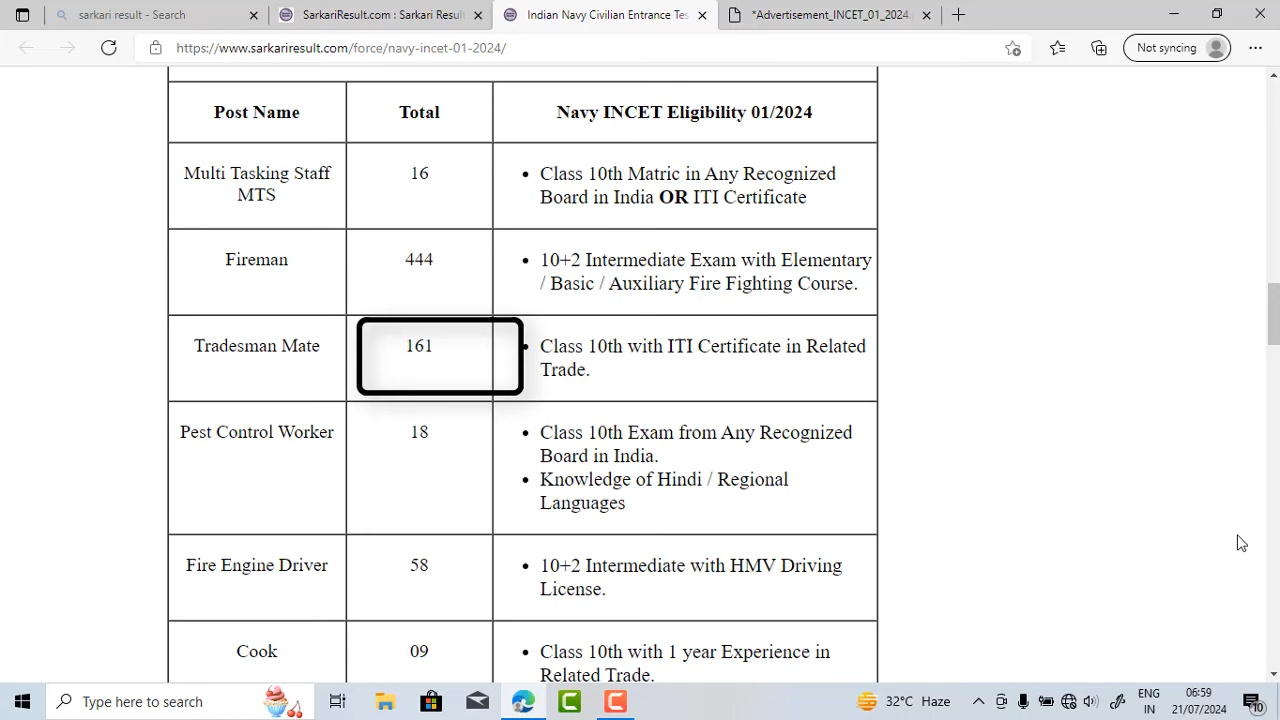 sarkari result - Search
SarkariResult.com : Sarkari Result
Indian Navy Civilian Entrance Tes
*Advertisement_INCET_01_2024
https://www.sarkariresult.com/force/navy-incet-01-2024/
Not syncing
Post Name
Total
Navy INCET Eligibility 01/2024
Multi Tasking Staff
MTS
16
Class 10th Matric in Any Recognized
Board in India OR ITI Certificate
Fireman
444
10+2 Intermediate Exam with Elementary
/ Basic / Auxiliary Fire Fighting Course.
Tradesman Mate
161
Class 10th with ITI Certificate in Related
Trade.
Pest Control Worker
18
Class 10th Exam from Any Recognized
Board in India.
Knowledge of Hindi / Regional
Languages
Fire Engine Driver
58
10+2 Intermediate with HMV Driving
License.
Cook
09
Class 10th with 1 year Experience in
Related Trade.
Type here to search
32°C Haze
ENG
IN
06:59
21/07/2024
10